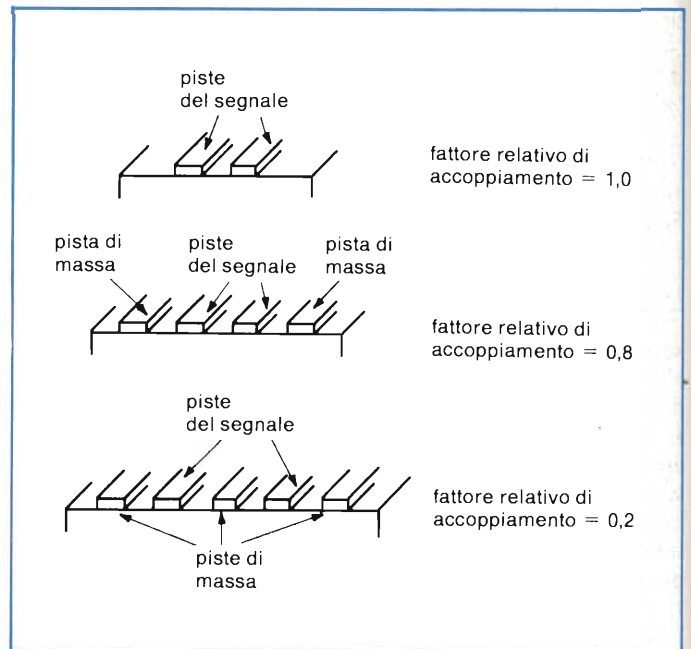 piste
del segnale
fattore relativo di
accoppiamento = 1,0
pista di
massa
piste
del segnale
pista di
massa
fattore relativo di
accoppiamento = 0,8
piste
del segnale
fattore relativo di
accoppiamento = 0,2
piste di
massa